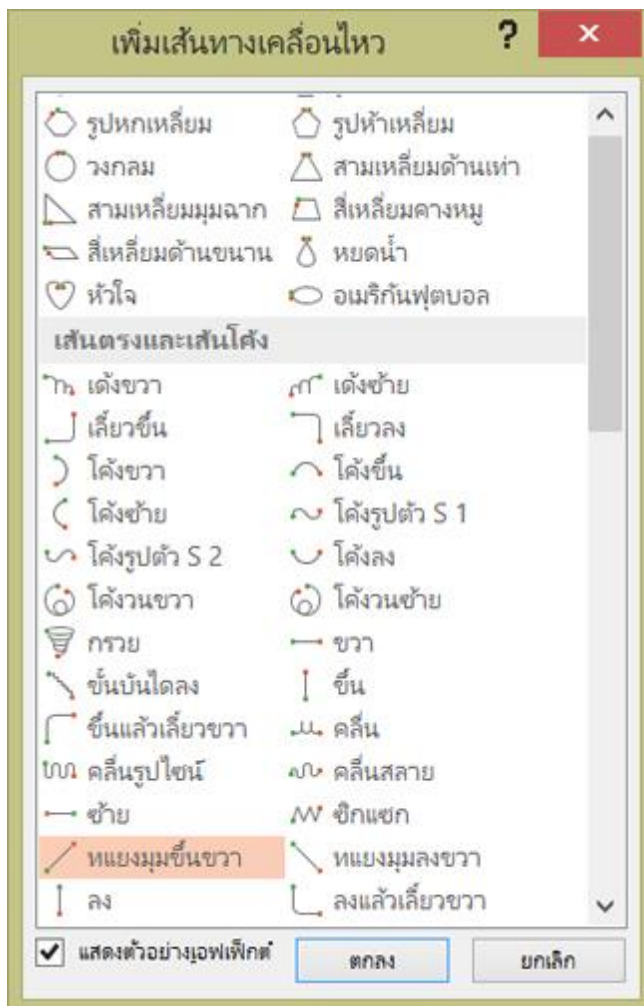 เพิ่มเส้นทางเคลื่อนไหว ?
รูปหกเหลี่ยม รูปห้าเหลี่ยม
วงกลม สามเหลี่ยมด้านเท่า
สามเหลี่ยมมุมฉาก สี่เหลี่ยมคางหมู
สี่เหลี่ยมด้านขนาน หยดน้ำ
หัวใจ อเมริกันฟุตบอล
เส้นตรงและเส้นโค้ง
เด้งขวา เด้งซ้าย
เลี้ยวขึ้น เลี้ยวลง
โค้งขวา โค้งขึ้น
โค้งซ้าย โค้งรูปตัว S 1
โค้งรูปตัว S 2 โค้งลง
โค้งวนขวา โค้งวนซ้าย
กรวย ขวา
ขั้นบันไดลง ขึ้น
ขึ้นแล้วเลี้ยวขวา คลื่น
คลื่นรูปไซน์ คลื่นสลาย
ซ้าย ซิกแซก
ทแยงมุมขึ้นขวา ทแยงมุมลงขวา
ลง ลงแล้วเลี้ยวขวา
แสดงตัวอย่างเอฟเฟ็กต์ ตกลง ยกเลิก